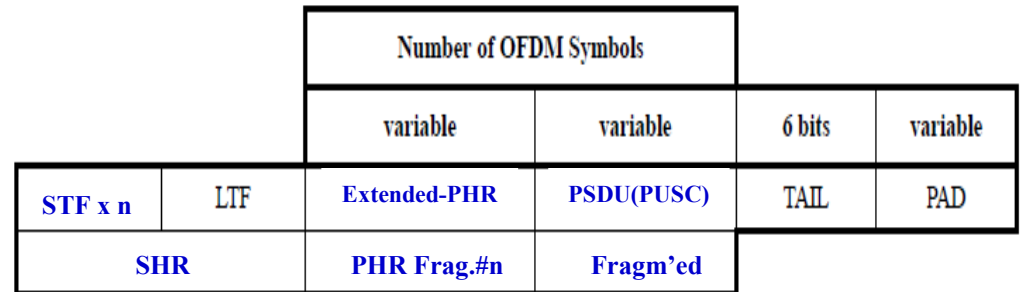 Number of OFDM Symbols
variable variable 6 bits variable
STF x n LTF Extended-PHR PSDU(PUSC) TAIL PAD
SHR PHR Frag.#n Fragm’ed